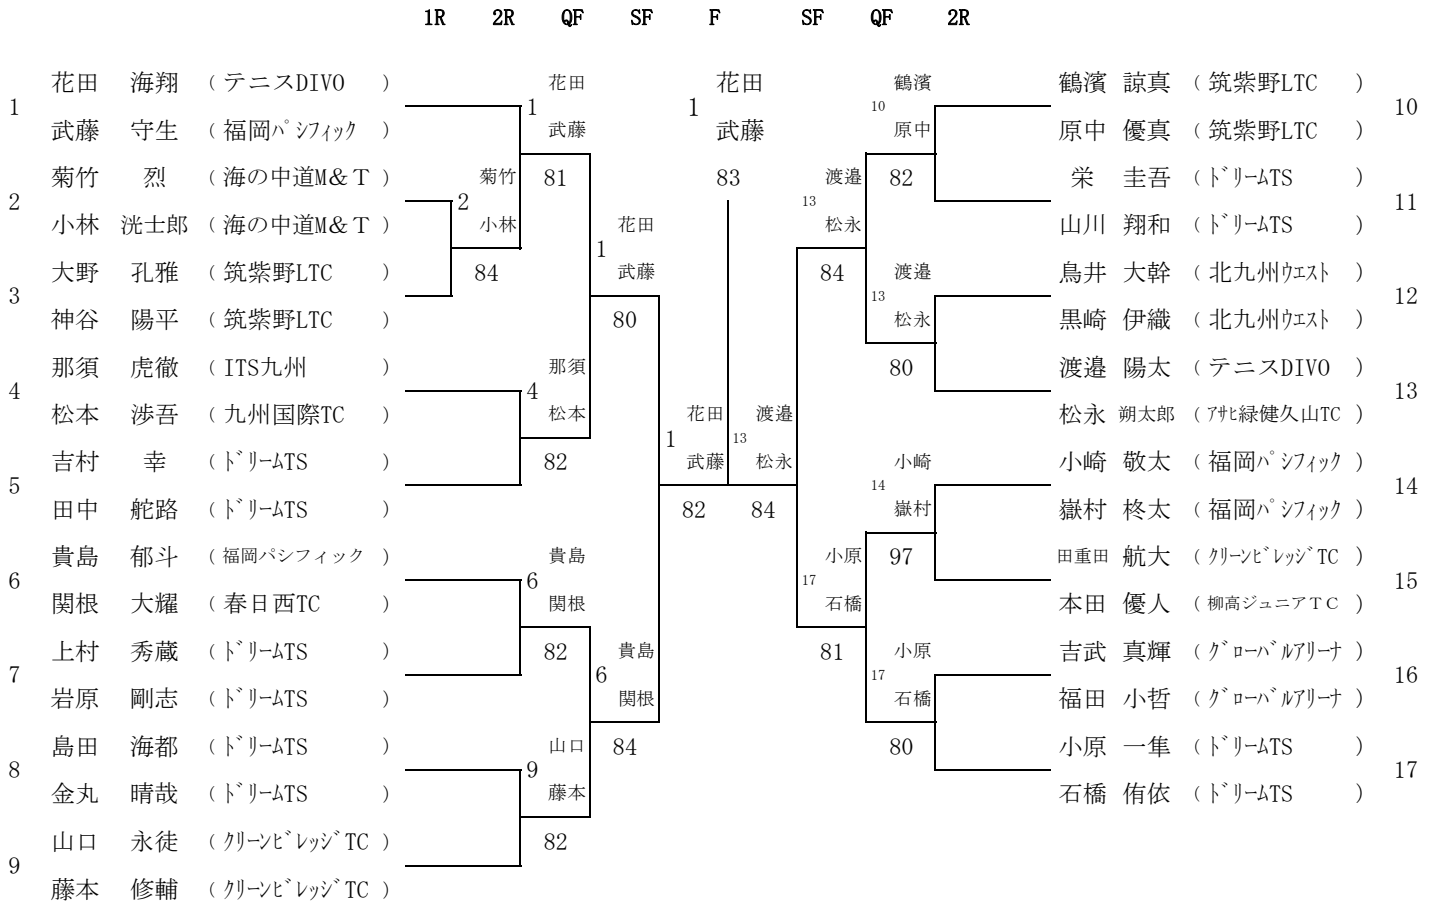 1R 2R QF SF F SF QF 2R
花田 海翔 ( テニスDIVO ) 花田 花田 鶴濱 鶴濱 諒真 ( 筑紫野LTC )
1 1 1 10 10
武藤 守生 ( 福岡ﾊﾟｼﾌｨｯｸ ) 武藤 武藤 原中 原中 優真 ( 筑紫野LTC )
菊竹 烈 ( 海の中道M&T ) 菊竹 81 83 渡邉 82 栄 圭吾 ( ﾄﾞﾘｰﾑTS )
2 2 13 11
小林 洸士郎 ( 海の中道M&T ) 小林 花田 松永 山川 翔和 ( ﾄﾞﾘｰﾑTS )
1
大野 孔雅 ( 筑紫野LTC ) 84 武藤 84 渡邉 鳥井 大幹 ( 北九州ｳｴｽﾄ )
3 13 12
神谷 陽平 ( 筑紫野LTC ) 80 松永 黒崎 伊織 ( 北九州ｳｴｽﾄ )
那須 虎徹 ( ITS九州 ) 那須 80 渡邉 陽太 ( テニスDIVO )
4 4 13
松本 渉吾 ( 九州国際TC ) 松本 花田 渡邉 松永 朔太郎 ( ｱｻﾋ緑健久山TC )
1 13
吉村 幸 ( ﾄﾞﾘｰﾑTS ) 82 武藤 松永 小崎 小崎 敬太 ( 福岡ﾊﾟｼﾌｨｯｸ )
5 14 14
田中 舵路 ( ﾄﾞﾘｰﾑTS ) 82 84 嶽村 嶽村 柊太 ( 福岡ﾊﾟｼﾌｨｯｸ )
貴島 郁斗 ( 福岡パシフィック ) 貴島 小原 97 田重田 航大 ( ｸﾘｰﾝﾋﾞﾚｯｼﾞTC )
6 6 17 15
関根 大耀 ( 春日西TC ) 関根 石橋 本田 優人 ( 柳高ジュニアTC )
上村 秀蔵 ( ﾄﾞﾘｰﾑTS ) 82 貴島 81 小原 吉武 真輝 ( ｸﾞﾛｰﾊﾞﾙｱﾘｰﾅ )
7 6 17 16
岩原 剛志 ( ﾄﾞﾘｰﾑTS ) 関根 石橋 福田 小哲 ( ｸﾞﾛｰﾊﾞﾙｱﾘｰﾅ )
島田 海都 ( ﾄﾞﾘｰﾑTS ) 山口 84 80 小原 一隼 ( ﾄﾞﾘｰﾑTS )
8 9 17
金丸 晴哉 ( ﾄﾞﾘｰﾑTS ) 藤本 石橋 侑依 ( ﾄﾞﾘｰﾑTS )
山口 永徒 ( ｸﾘｰﾝﾋﾞﾚｯｼﾞTC ) 82
9
藤本 修輔 ( ｸﾘｰﾝﾋﾞﾚｯｼﾞTC )